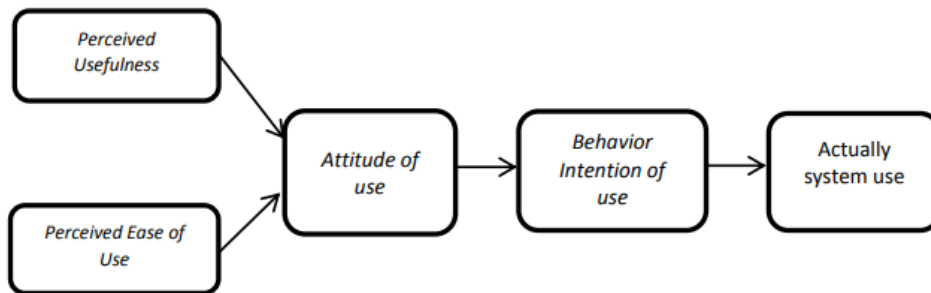 Perceived
Usefulness
Attitude of
use
Behavior
Intention of
use
Actually
system use
Perceived Ease of
Use